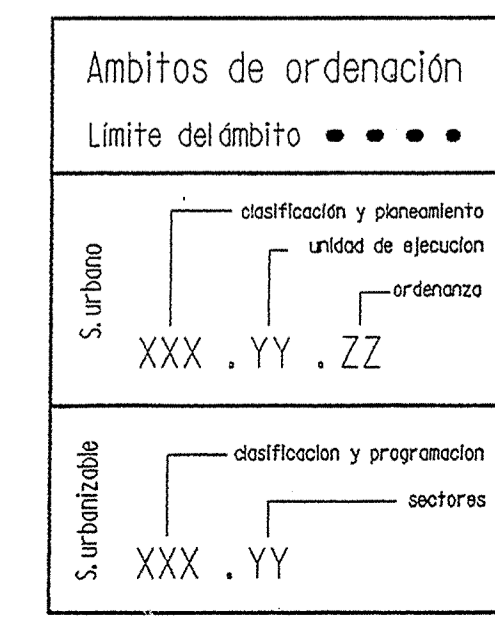 Ambitos de ordenación
Límite del ámbito
S. urbano
clasificación y planeamiento
unidad de ejecucion
ordenanza
XXX . YY . ZZ
S. urbanizable
clasificacion y programacion
sectores
XXX . YY